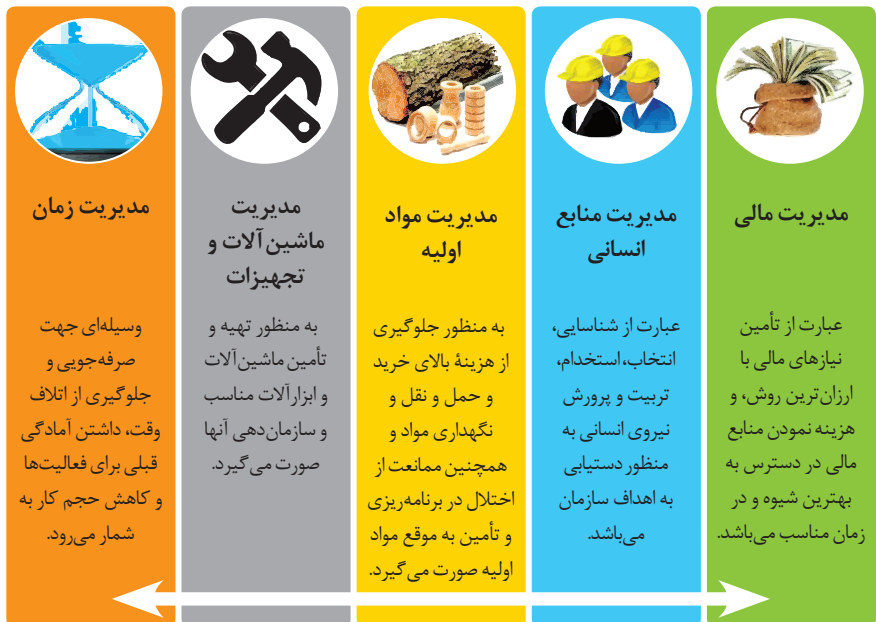 مدیریت مالی
عبارت از تأمین
نیازهای مالی با
ارزان‌ترین روش، و
هزینه نمودن منابع
مالی در دسترس به
بهترین شیوه و در
زمان مناسب می‌باشد.
مدیریت منابع
انسانی
عبارت از شناسایی،
انتخاب، استخدام،
تربیت و پرورش
نیروی انسانی به
منظور دستیابی
به اهداف سازمان
می‌باشد.
مدیریت مواد
اولیه
به منظور جلوگیری
از هزینهٔ بالای خرید
و حمل و نقل و
نگهداری مواد و
همچنین ممانعت از
اختلال در برنامه‌ریزی
و تأمین به موقع مواد
اولیه صورت می‌گیرد.
مدیریت
ماشین‌آلات و
تجهیزات
به منظور تهیه و
تأمین ماشین‌آلات
و ابزارآلات مناسب
و سازمان‌دهی آنها
صورت می‌گیرد.
مدیریت زمان
وسیله‌ای جهت
صرفه‌جویی و
جلوگیری از اتلاف
وقت، داشتن آمادگی
قبلی برای فعالیت‌ها
و کاهش حجم کار به
شمار می‌رود.